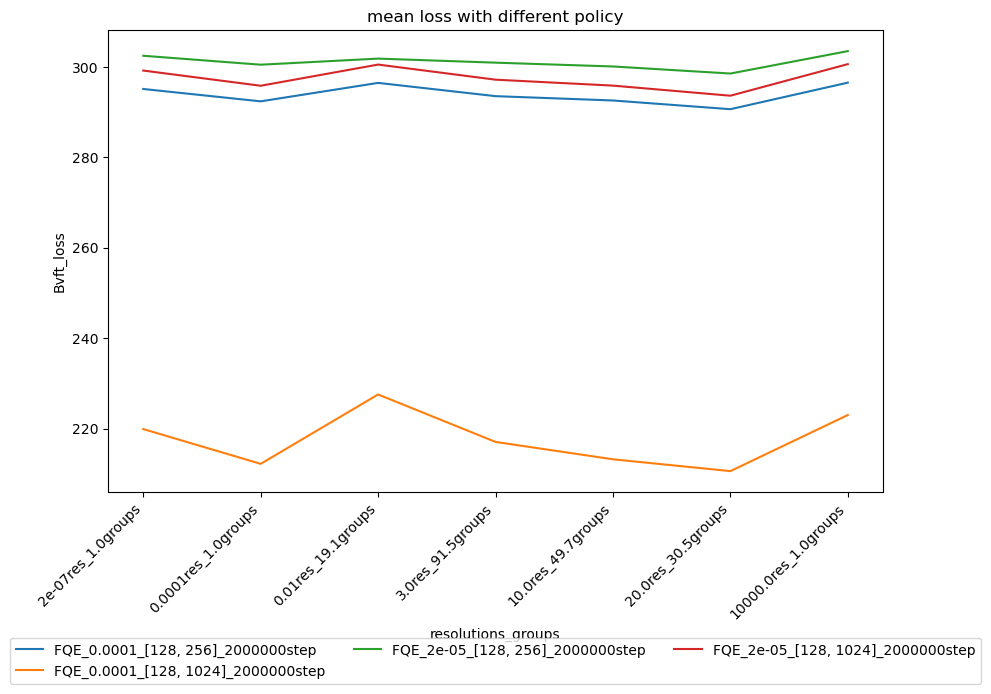 mean loss with different policy
Bvft_loss
300
280
260
240
220
2e-07res_1.0groups
0.0001res_1.0groups
0.01res_19.1groups
3.0res_91.5groups
10.0res_49.7groups
20.0res_30.5groups
10000.0res_1.0groups
resolutions_groups
FQE_0.0001_[128, 256]_2000000step
FQE_0.0001_[128, 1024]_2000000step
FQE_2e-05_[128, 256]_2000000step
FQE_2e-05_[128, 1024]_2000000step